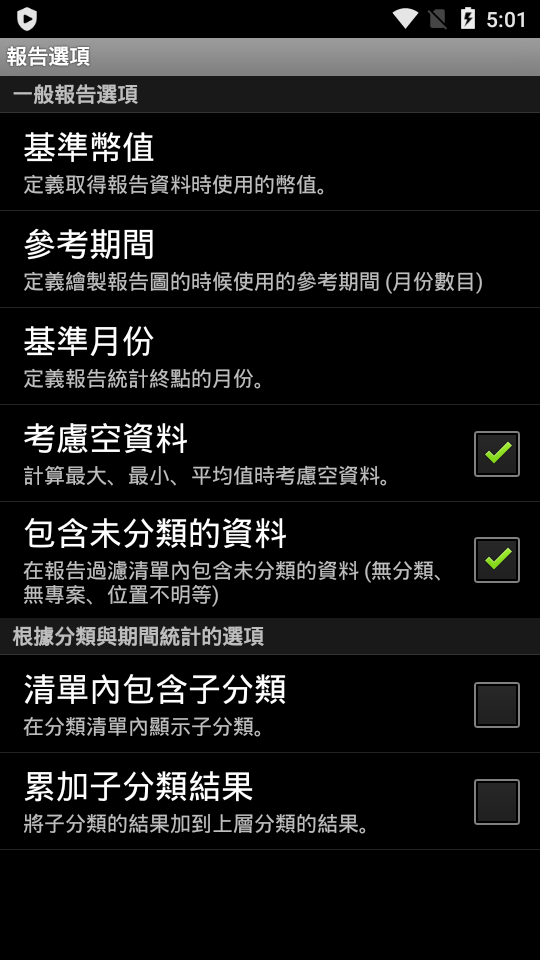 5:01
報告選項
一般報告選項
基準幣值
定義取得報告資料時使用的幣值。
參考期間
定義繪製報告圖的時候使用的參考期間 (月份數目)
基準月份
定義報告統計終點的月份。
考慮空資料
計算最大、最小、平均值時考慮空資料。
包含未分類的資料
在報告過濾清單內包含未分類的資料 (無分類、
無專案、位置不明等)
根據分類與期間統計的選項
清單內包含子分類
在分類清單內顯示子分類。
累加子分類結果
將子分類的結果加到上層分類的結果。